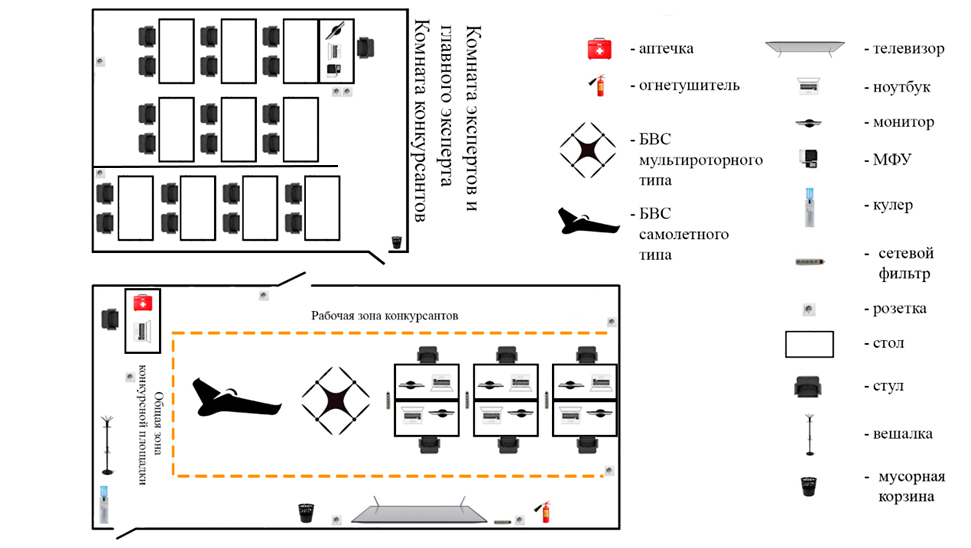 Комната экспертов и
главного эксперта
Комната конкурсантов
Рабочая зона конкурсантов
Общая зона
конкурсной площадки
- аптечка
- огнетушитель
- БВС
мультироторного
типа
- БВС
самолетного
типа
- телевизор
- ноутбук
- монитор
- МФУ
- кулер
- сетевой
фильтр
- розетка
- стол
- стул
- вешалка
- мусорная
корзина